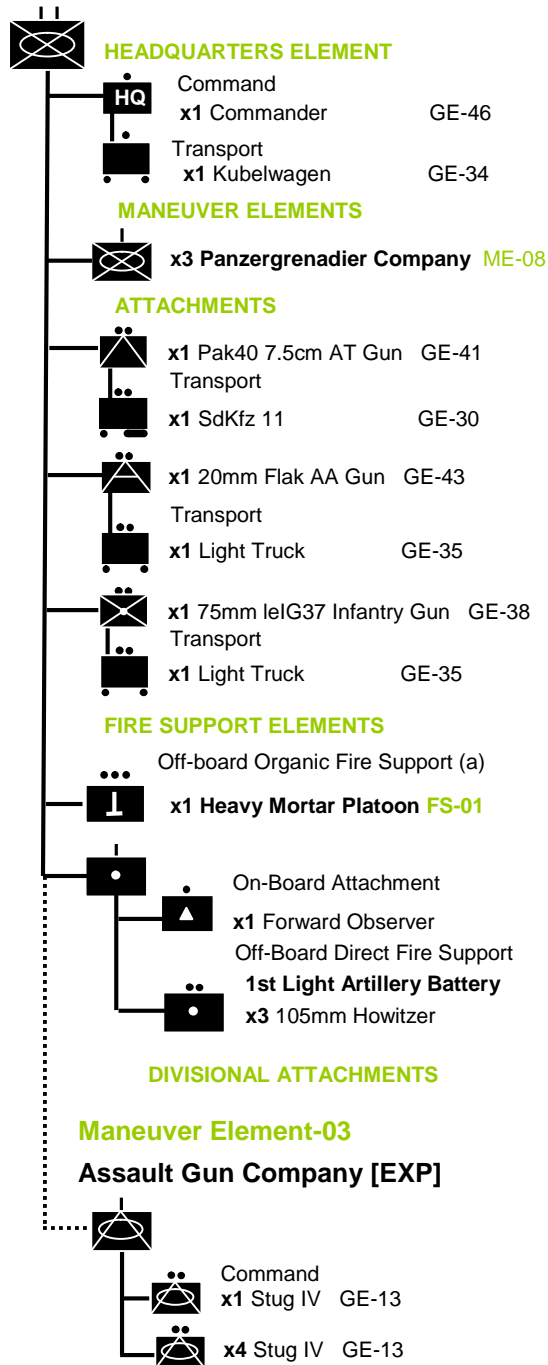 HEADQUARTERS ELEMENT
Command
HQ
x1 Commander GE-46
Transport
x1 Kubelwagen GE-34
MANEUVER ELEMENTS
x3 Panzergrenadier Company ME-08
ATTACHMENTS
x1 Pak40 7.5cm AT Gun GE-41
Transport
x1 SdKfz 11 GE-30
x1 20mm Flak AA Gun GE-43
Transport
x1 Light Truck GE-35
x1 75mm leIG37 Infantry Gun GE-38
Transport
x1 Light Truck GE-35
FIRE SUPPORT ELEMENTS
Off-board Organic Fire Support (a)
x1 Heavy Mortar Platoon FS-01
On-Board Attachment
x1 Forward Observer
Off-Board Direct Fire Support
1st Light Artillery Battery
x3 105mm Howitzer
DIVISIONAL ATTACHMENTS
Maneuver Element-03
Assault Gun Company [EXP]
Command
x1 Stug IV GE-13
x4 Stug IV GE-13